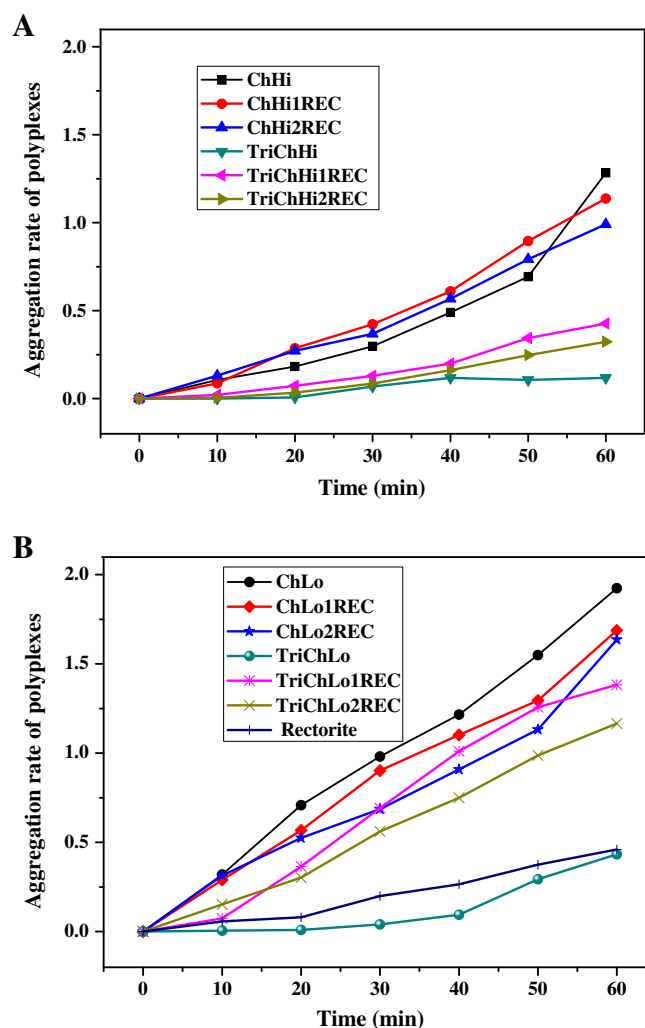 A
2.0
1.5
1.0
0.5
0.0
Aggregation rate of polyplexes
ChHi
ChHi1REC
ChHi2REC
TriChHi
TriChHi1REC
TriChHi2REC
0 10 20 30 40 50 60
Time (min)
B
2.0
1.5
1.0
0.5
0.0
Aggregation rate of polyplexes
ChLo
ChLo1REC
ChLo2REC
TriChLo
TriChLo1REC
TriChLo2REC
Rectorite
0 10 20 30 40 50 60
Time (min)